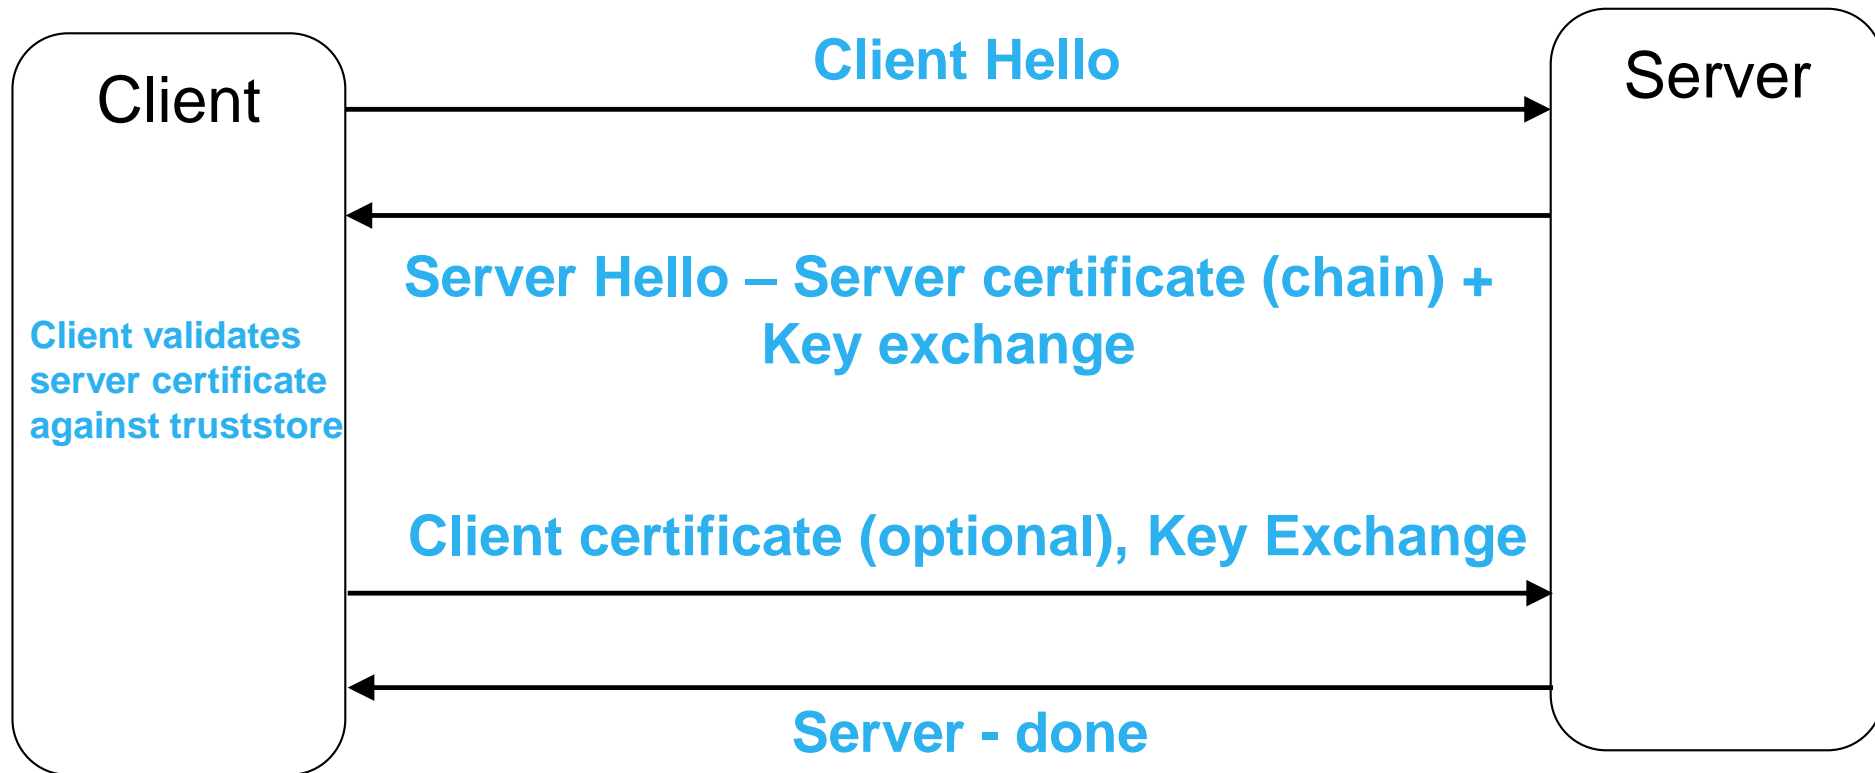 Client
Client Hello
Server
Server Hello – Server certificate (chain) +
Key exchange
Client validates
server certificate
against truststore
Client certificate (optional), Key Exchange
Server - done